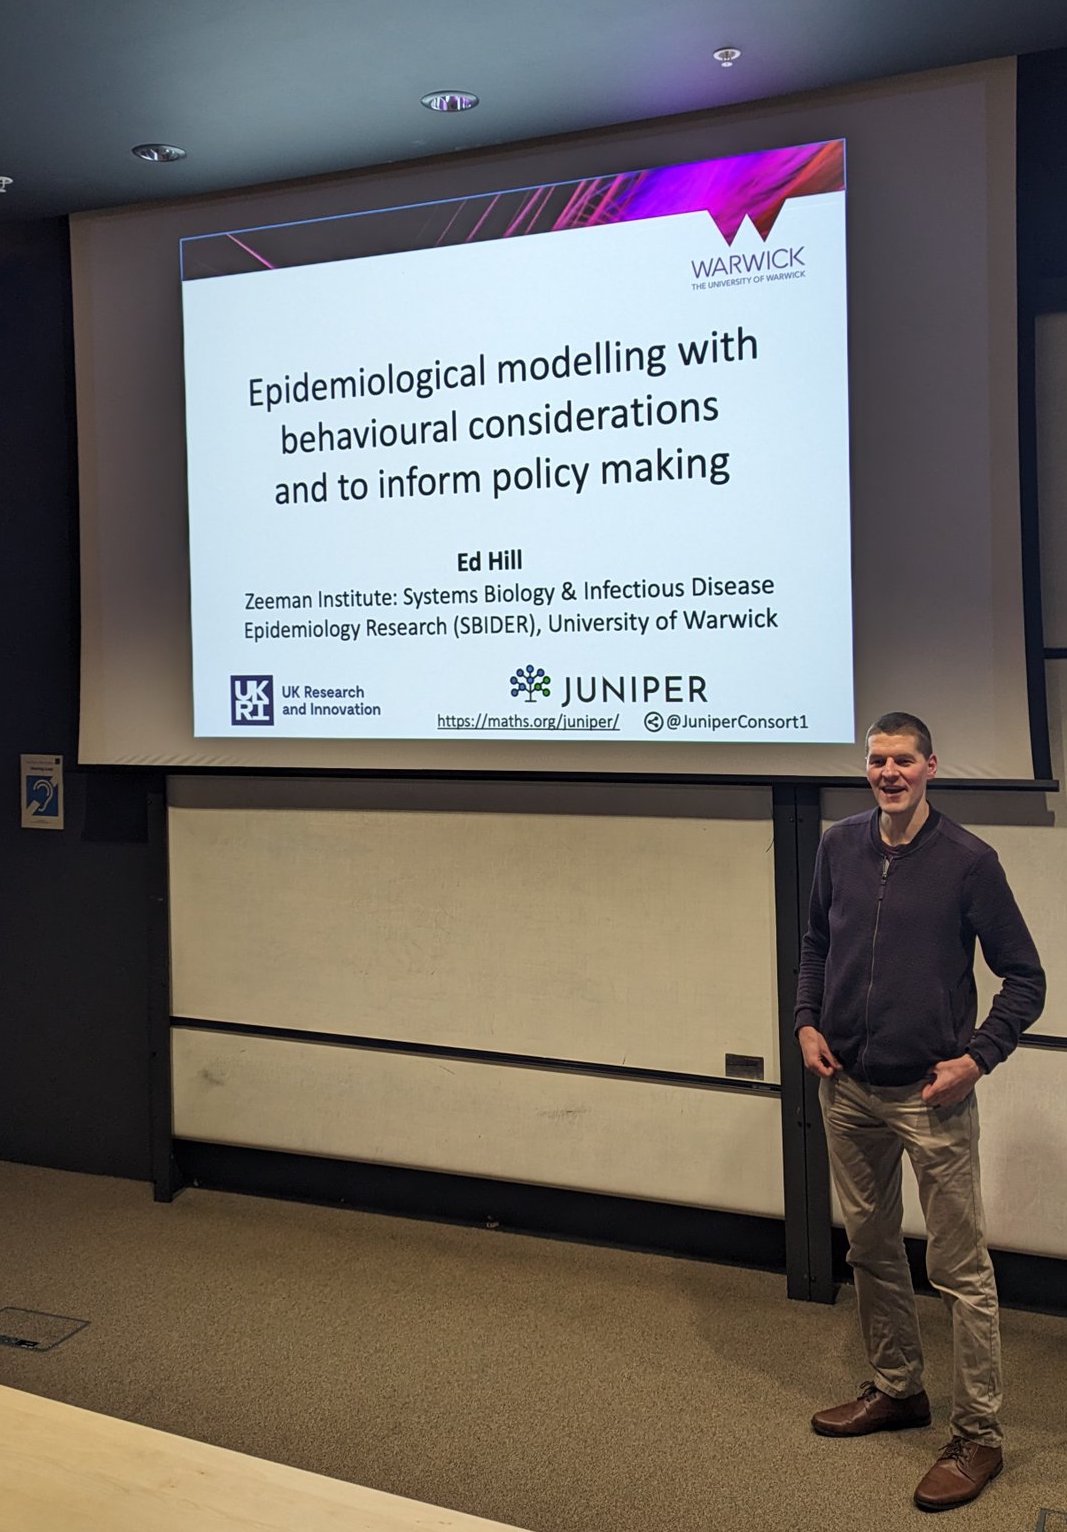 WARWICK
THE UNIVERSITY OF WARWICK
Epidemiological modelling with
behavioural considerations
and to inform policy making
Ed Hill
Zeeman Institute: Systems Biology & Infectious Disease
Epidemiology Research (SBIDER), University of Warwick
UK
RI
UK Research
and Innovation
JUNIPER
https://maths.org/juniper/
@JuniperConsort1